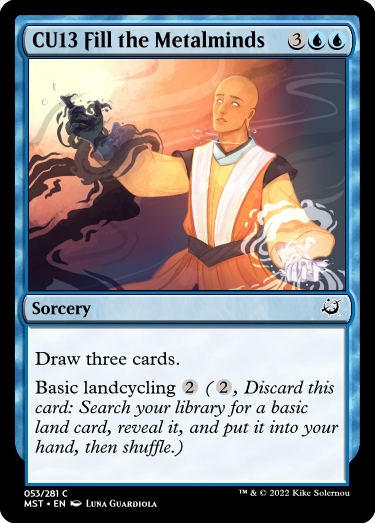 CU13 Fill the Metalminds 3
Sorcery
Draw three cards.
Basic landcycling 2 ( 2, Discard this
card: Search your library for a basic
land card, reveal it, and put it into your
hand, then shuffle.)
053/281 C
MST • EN Luna Guardiola
™ & © 2022 Kike Solernou